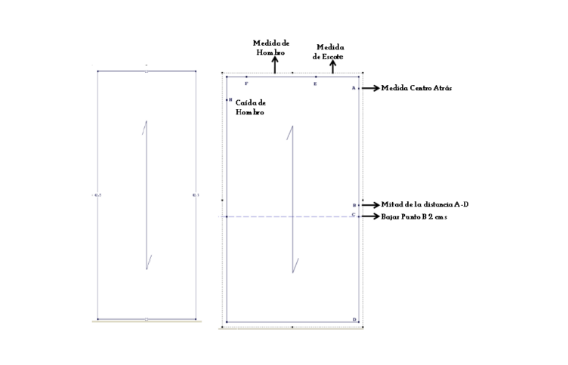 Medida de
Hombro
Medida
de Escote
F
E
A
Medida Centro Atrás
H
Caída de
Hombro
B
Mitad de la distancia A-D
C
Bajas Punto B 2 cms
D